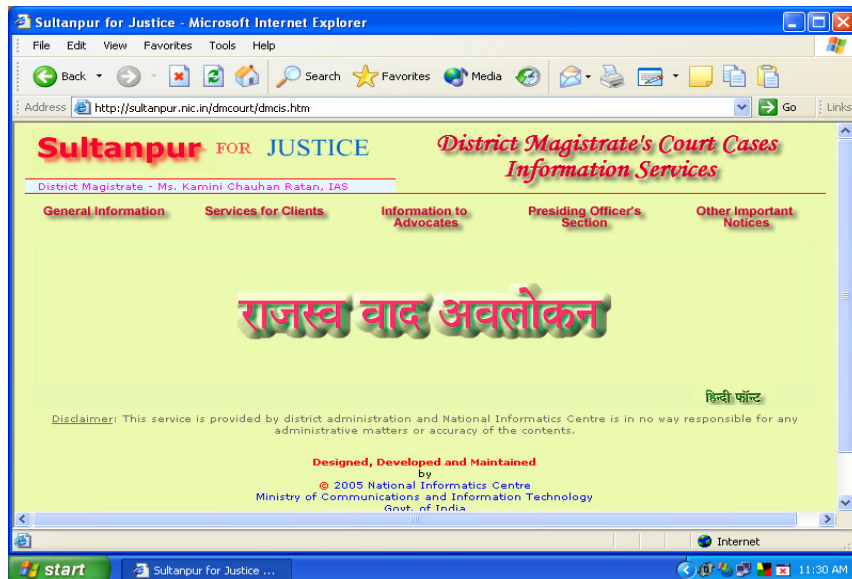 Sultanpur for Justice - Microsoft Internet Explorer
File Edit View Favorites Tools Help
Back Search Favorites Media
Address http://sultanpur.nic.in/dmcourt/dmcis.htm Go Links
Sultanpur FOR JUSTICE
District Magistrate's Court Cases
Information Services
District Magistrate - Ms. Kamini Chauhan Ratan, IAS
General Information
Services for Clients
Information to
Advocates
Presiding Officer's
Section
Other Important
Notices
राजस्व वाद अवलोकन
हिन्दी फॉन्ट
Disclaimer: This service is provided by district administration and National Informatics Centre is in no way responsible for any
administrative matters or accuracy of the contents.
Designed, Developed and Maintained
by
© 2005 National Informatics Centre
Ministry of Communications and Information Technology
Govt. of India
Internet
start Sultanpur for Justice ... 11:30 AM